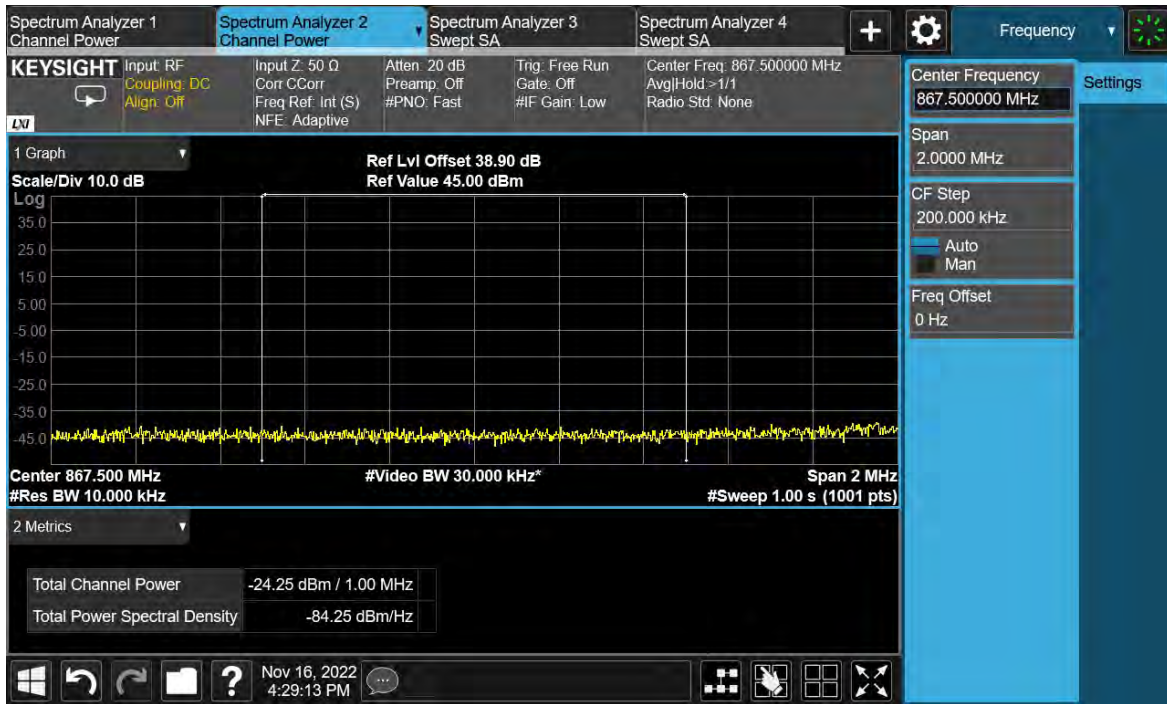 Spectrum Analyzer 1
Channel Power
Spectrum Analyzer 2
Channel Power
Spectrum Analyzer 3
Swept SA
Spectrum Analyzer 4
Swept SA
+
Frequency
KEYSIGHT
LXI
Input: RF
Coupling: DC
Align: Off
Input Z: 50 Ω
Corr CCorr
Freq Ref: Int (S)
NFE: Adaptive
Atten: 20 dB
Preamp: Off
#PNO: Fast
Trig: Free Run
Gate: Off
#IF Gain: Low
Center Freq: 867.500000 MHz
Avg|Hold:>1/1
Radio Std: None
Center Frequency
867.500000 MHz
Settings
Span
2.0000 MHz
CF Step
200.000 kHz
Auto
Man
Freq Offset
0 Hz
1 Graph
Scale/Div 10.0 dB
Ref Lvl Offset 38.90 dB
Ref Value 45.00 dBm
Log
35.0
25.0
15.0
5.00
-5.00
-15.0
-25.0
-35.0
-45.0
Center 867.500 MHz
#Video BW 30.000 kHz*
Span 2 MHz
#Res BW 10.000 kHz
#Sweep 1.00 s (1001 pts)
2 Metrics
Total Channel Power -24.25 dBm / 1.00 MHz
Total Power Spectral Density -84.25 dBm/Hz
?
Nov 16, 2022
4:29:13 PM